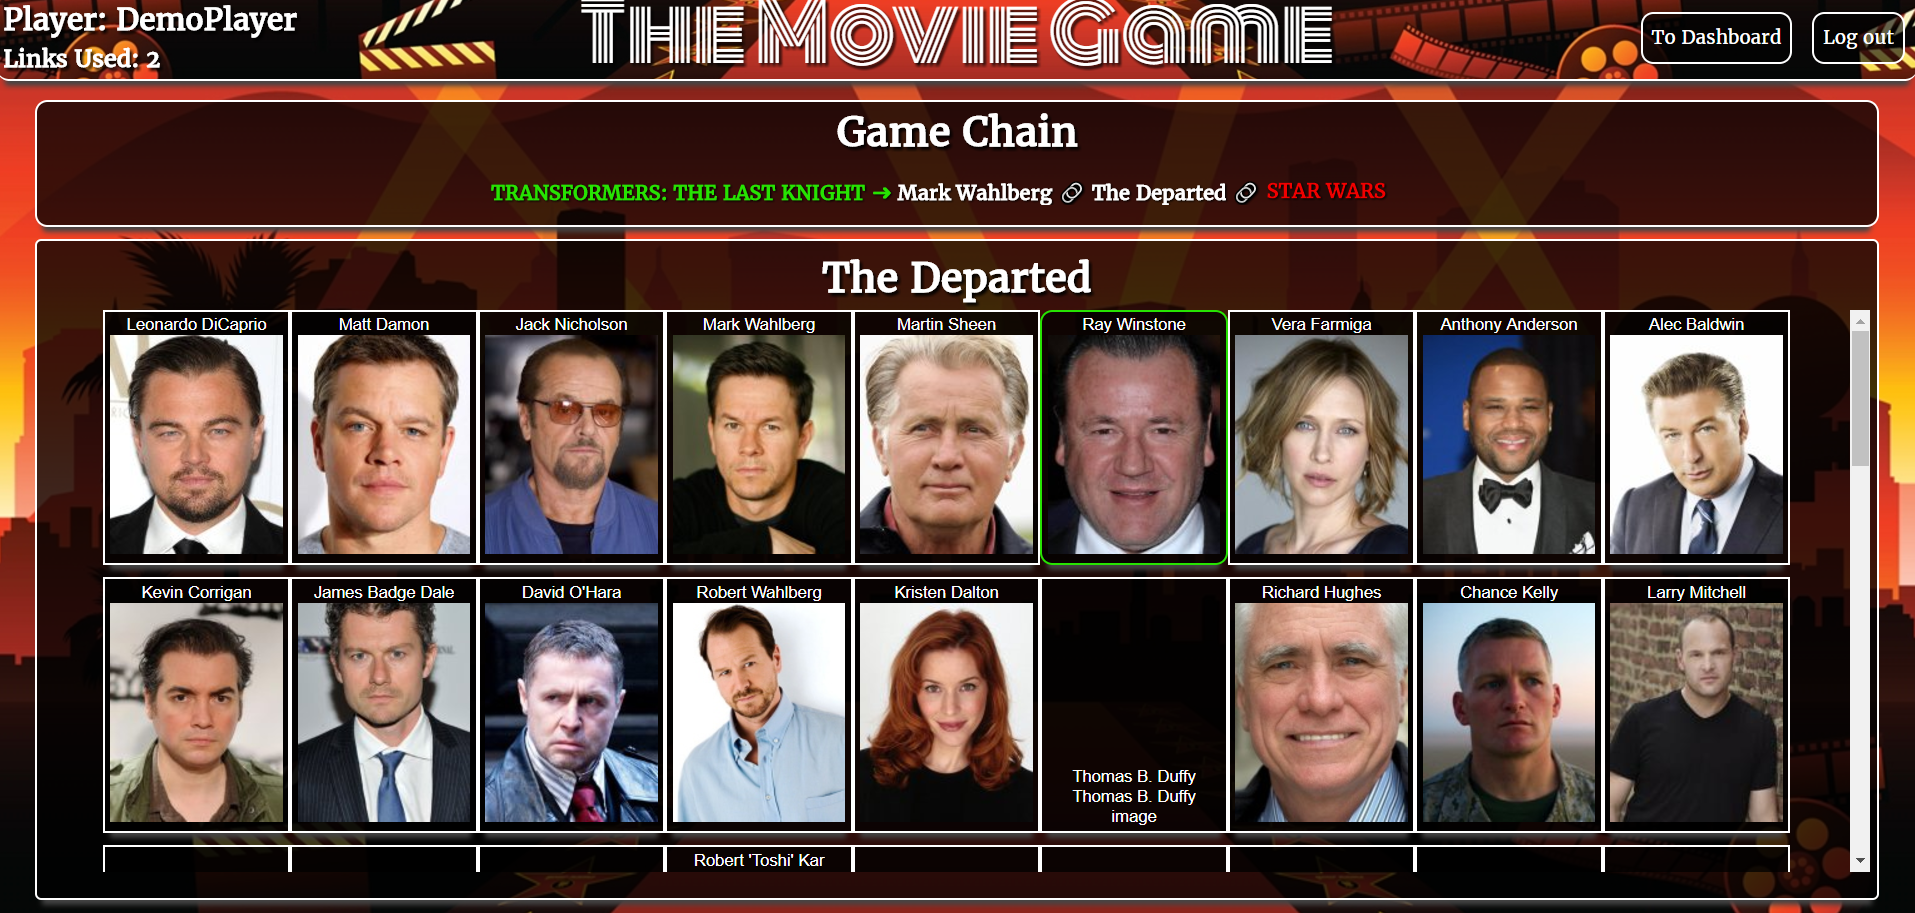 Player: DemoPlayer
Links Used: 2
THE MOVIE GAME
To Dashboard
Log out
Game Chain
TRANSFORMERS: THE LAST KNIGHT → Mark Wahlberg 🔗 The Departed 🔗 STAR WARS
The Departed
Leonardo DiCaprio
Matt Damon
Jack Nicholson
Mark Wahlberg
Martin Sheen
Ray Winstone
Vera Farmiga
Anthony Anderson
Alec Baldwin
Kevin Corrigan
James Badge Dale
David O'Hara
Robert Wahlberg
Kristen Dalton
Thomas B. Duffy
Thomas B. Duffy
image
Richard Hughes
Chance Kelly
Larry Mitchell
Robert 'Toshi' Kar